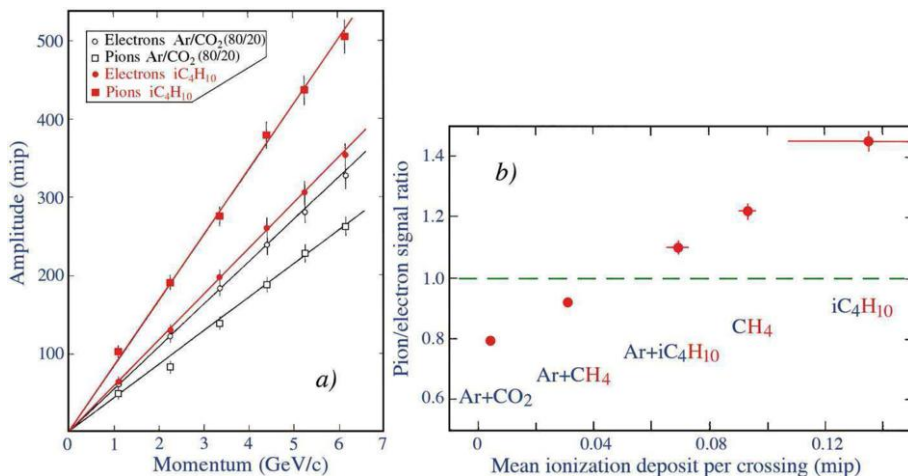 500
400
300
200
100
0
1
2
3
4
5
6
7
Amplitude (mip)
Momentum (GeV/c)
Electrons Ar/CO2 (80/20)
Pions Ar/CO2 (80/20)
Electrons iC4H10
Pions iC4H10
a)
1.4
1.2
1.0
0.8
0.6
0
0.04
0.08
0.12
Pion/electron signal ratio
Mean ionization deposit per crossing (mip)
b)
Ar+CO2
Ar+CH4
Ar+iC4H10
CH4
iC4H10